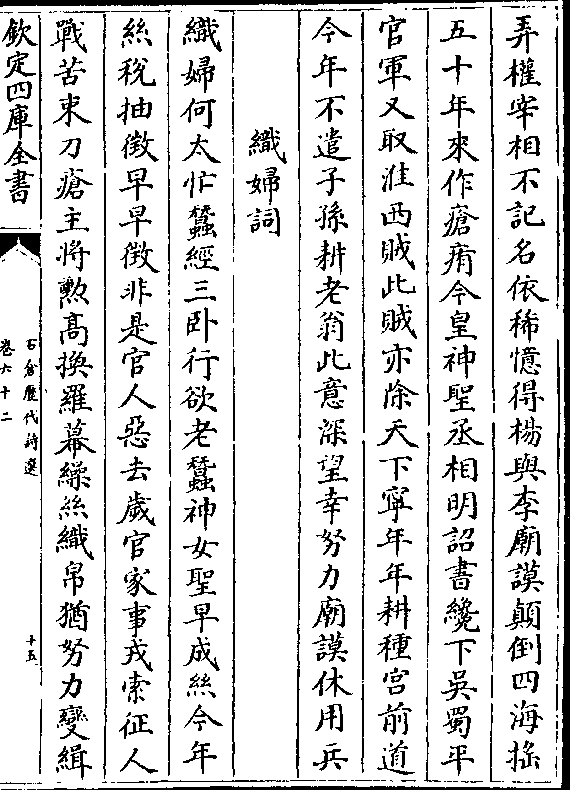 弄權宰相不記名依稀憶得楊與李廟謨顛倒四海揺
五十年來作瘡痏今皇神聖丞相明詔書纔下吳蜀平
官軍又取淮西賊此賊亦除天下寧年年耕種宫前道
今年不遣子孫耕老翁此意深望幸努力廟謨休用兵
織婦詞
織婦何太忙蠶經三卧行欲老蠶神女聖早成絲今年
絲稅抽徵早早徵非是官人惡去歲官家事戎索征人
戰苦束刀瘡主將勲髙換羅幕繰絲織帛猶努力變緝
欽定四庫全書
石倉歷代詩選
卷六十二
十五